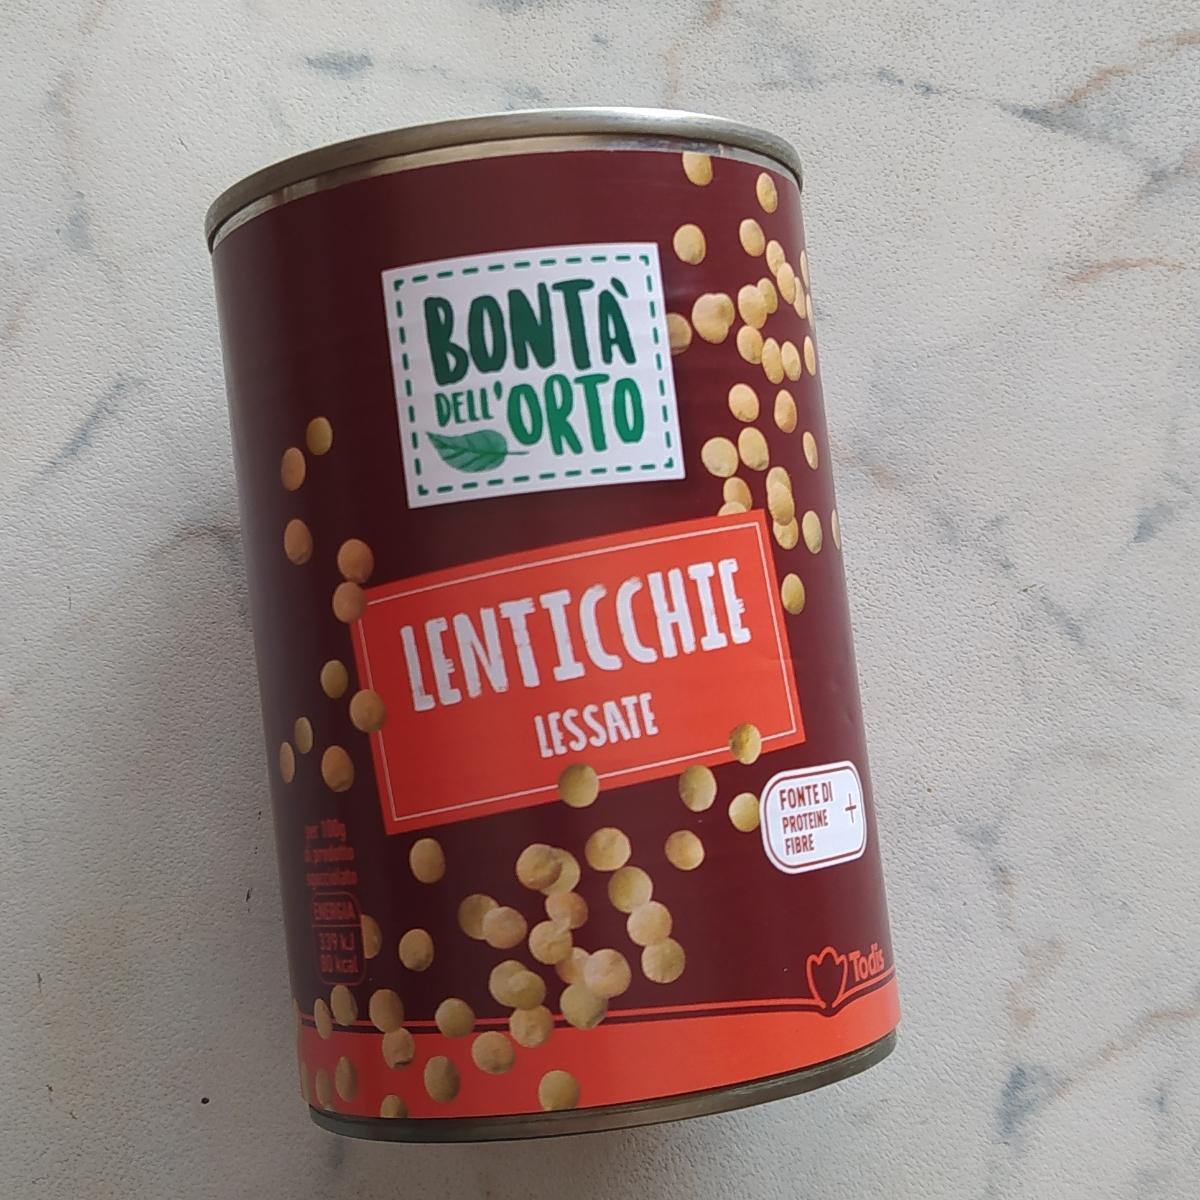 BONTÀ
DELL'ORTO
LENTICCHIE
LESSATE
FONTE DI
PROTEINE
FIBRE
+
per 100g
di prodotto
sgocciolato
ENERGIA
339 kJ
80 kcal
Todis